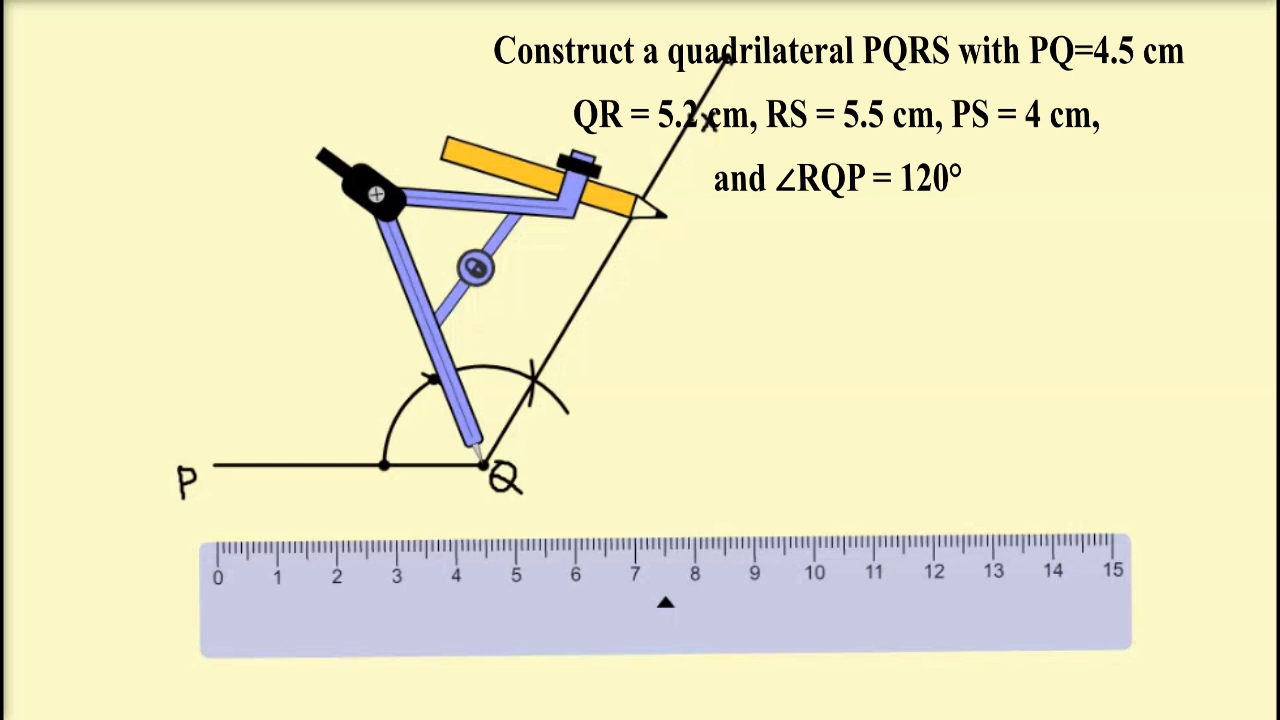 Construct a quadrilateral PQRS with PQ=4.5 cm
QR = 5.2 cm, RS = 5.5 cm, PS = 4 cm,
x
and ∠RQP = 120°
P
Q
0 1 2 3 4 5 6 7 8 9 10 11 12 13 14 15